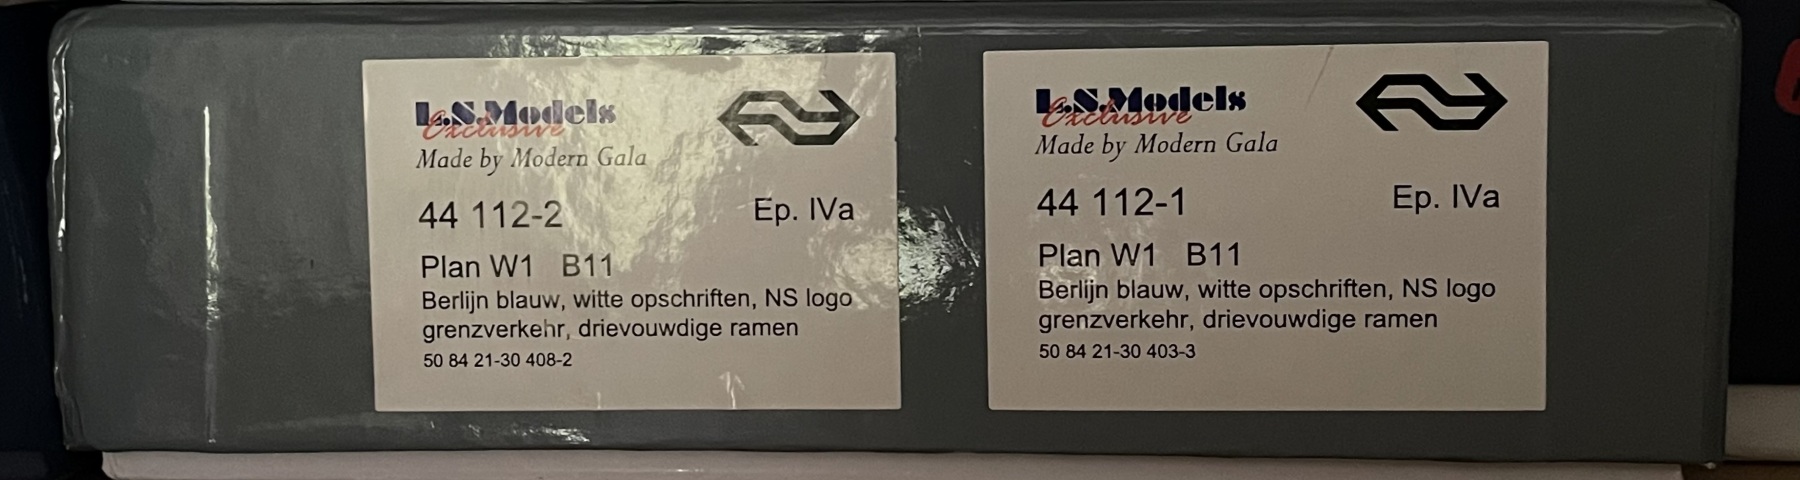 L.S.Models
Exclusive
Made by Modern Gala
44 112-2 Ep. IVa
Plan W1 B11
Berlijn blauw, witte opschriften, NS logo
grenzverkehr, drievouwdige ramen
50 84 21-30 408-2
L.S.Models
Exclusive
Made by Modern Gala
44 112-1 Ep. IVa
Plan W1 B11
Berlijn blauw, witte opschriften, NS logo
grenzverkehr, drievouwdige ramen
50 84 21-30 403-3